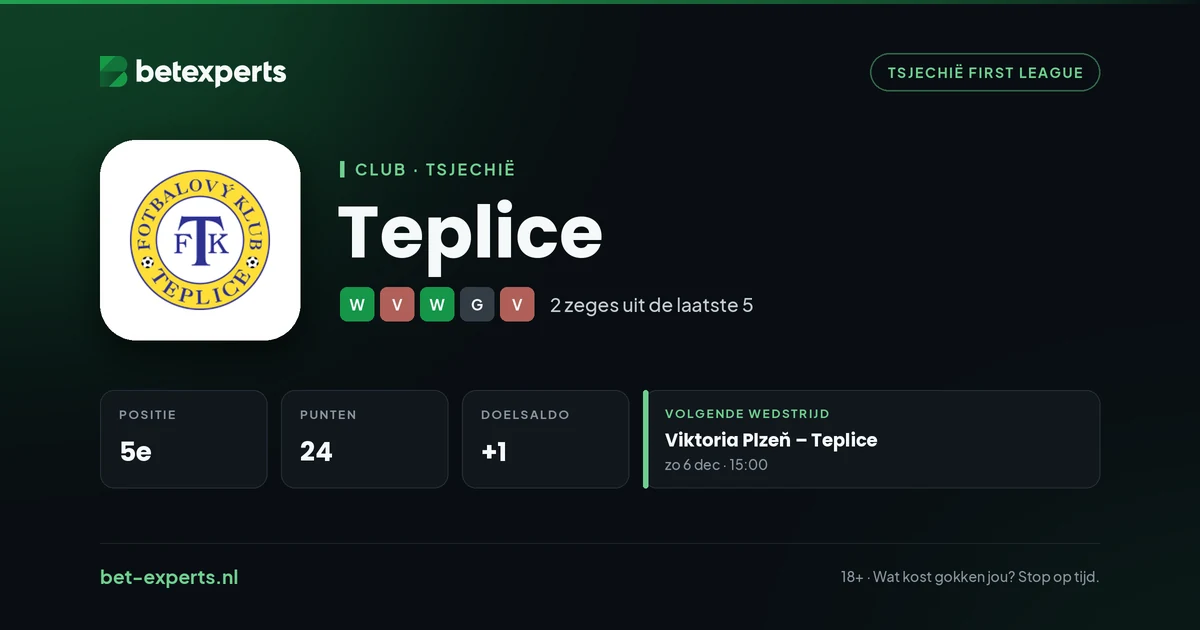 betexperts
TSJECHIË FIRST LEAGUE
FOTBALOVÝ KLUB
FTK
TEPLICE
CLUB · TSJECHIË
Teplice
W V W G V 2 zeges uit de laatste 5
POSITIE
5e
PUNTEN
24
DOELSALDO
+1
VOLGENDE WEDSTRIJD
Viktoria Plzeň – Teplice
zo 6 dec · 15:00
bet-experts.nl
18+ · Wat kost gokken jou? Stop op tijd.